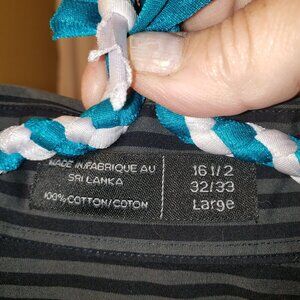 MADE IN/FABRIQUE AU
SRI LANKA
100% COTTON/COTON
16 1/2
32/33
Large